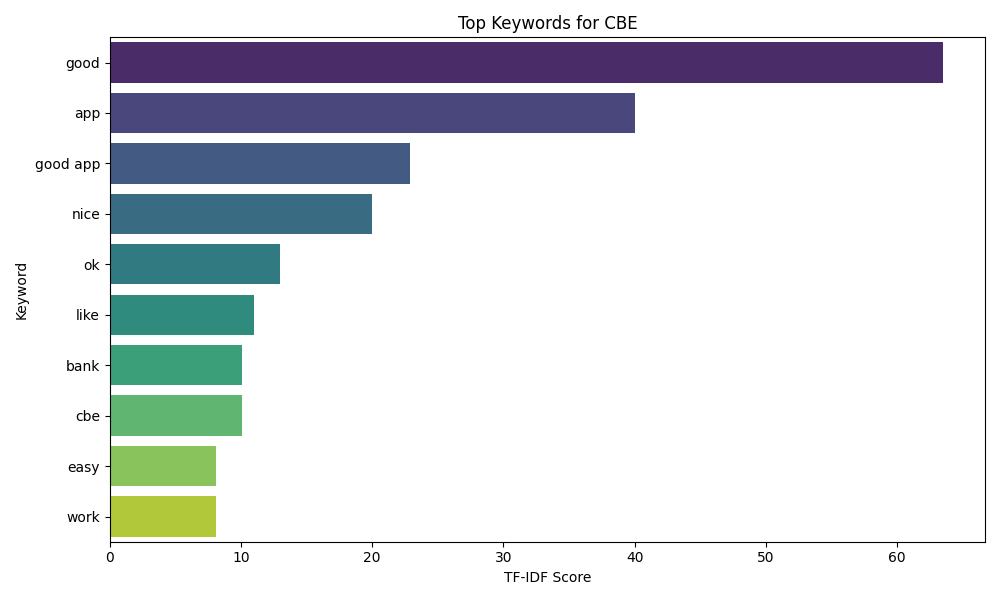 Top Keywords for CBE
good
app
good app
nice
ok
like
bank
cbe
easy
work
Keyword
0 10 20 30 40 50 60
TF-IDF Score